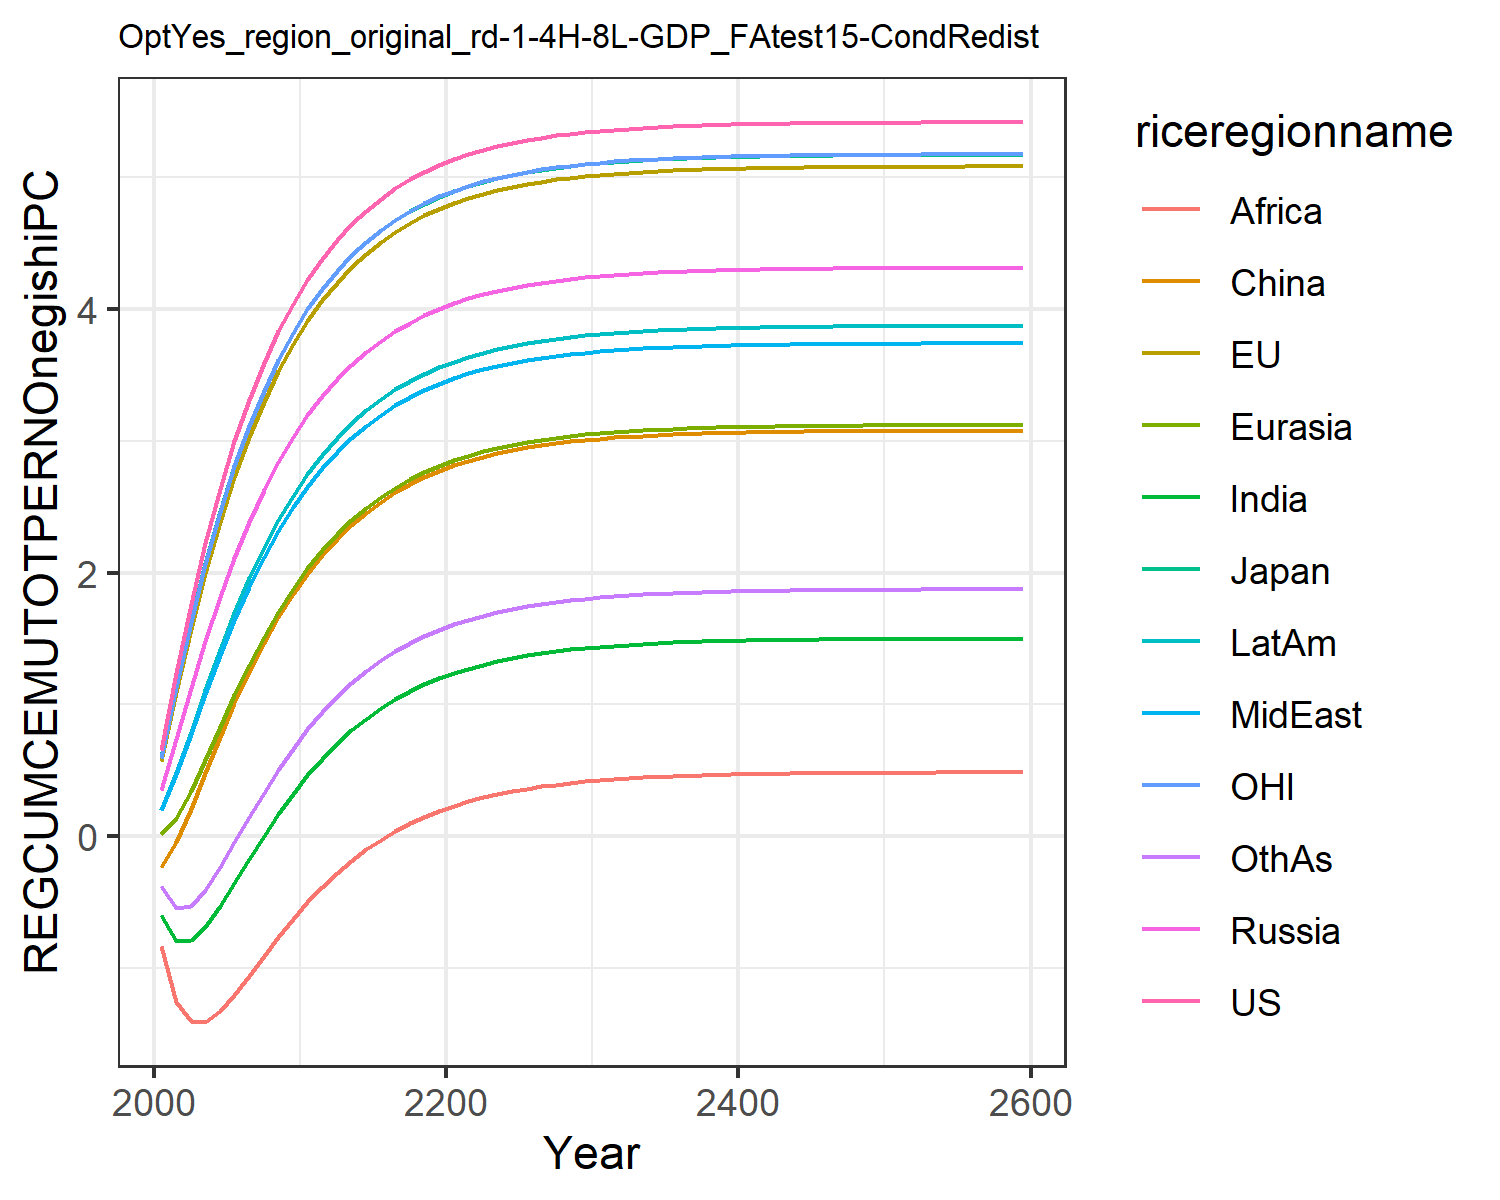 OptYes_region_original_rd-1-4H-8L-GDP_FAtest15-CondRedist
REGCUMCEMUTOTPERNOnegishiPC
4
2
0
2000
2200
2400
2600
Year
riceregionname
Africa
China
EU
Eurasia
India
Japan
LatAm
MidEast
OHI
OthAs
Russia
US